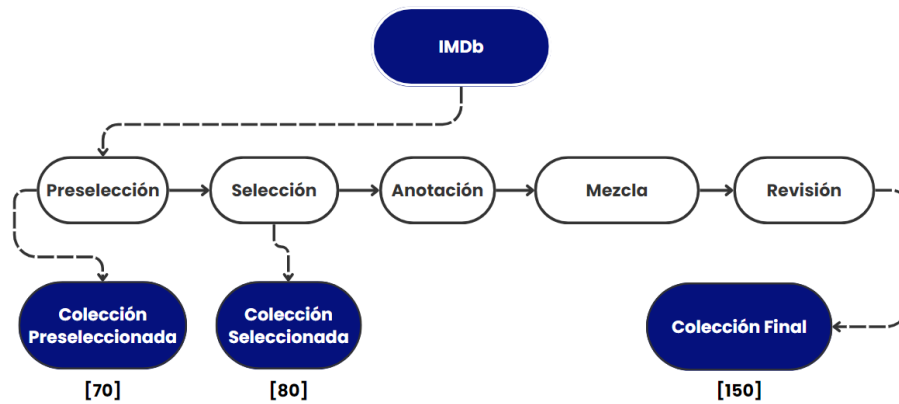 IMDb
Preselección
Selección
Anotación
Mezcla
Revisión
Colección
Preseleccionada
Colección
Seleccionada
Colección Final
[70]
[80]
[150]